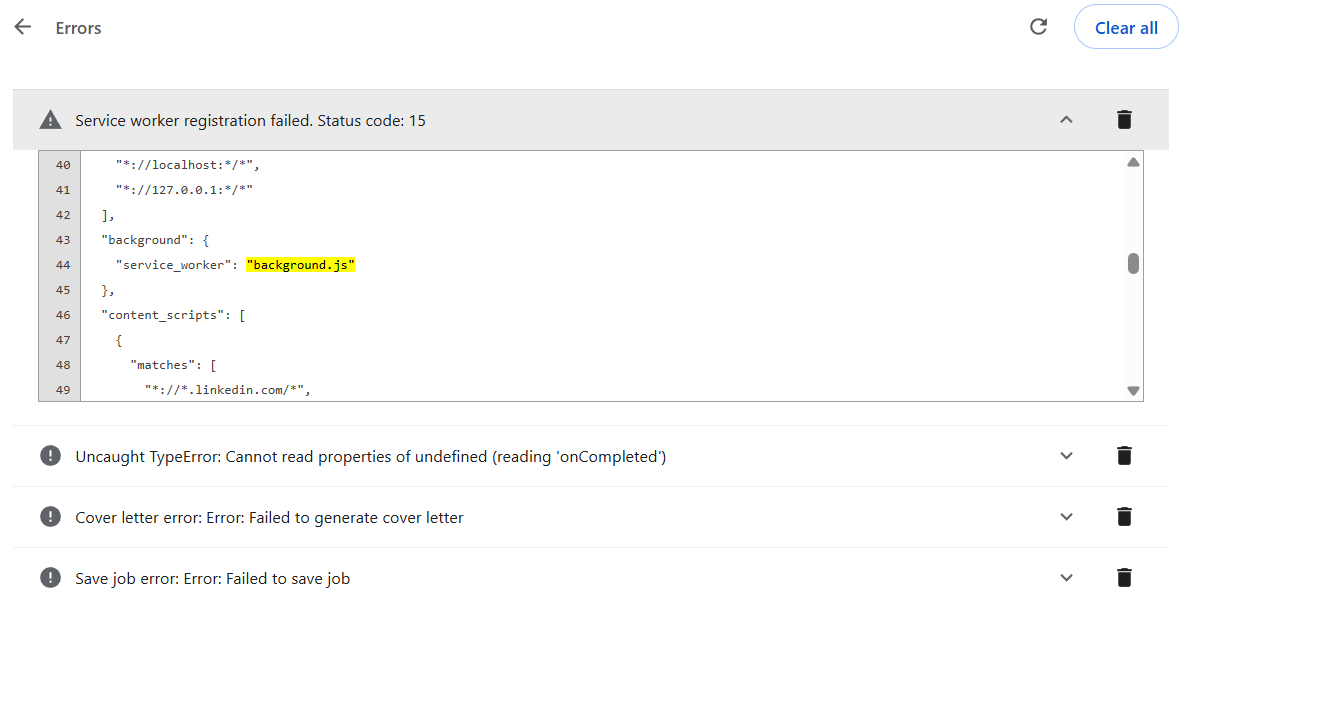 Errors
Clear all
Service worker registration failed. Status code: 15
40 "*://localhost:*/*",
41 "*://127.0.0.1:*/*"
42 ],
43 "background": {
44 "service_worker": "background.js"
45 },
46 "content_scripts": [
47 {
48 "matches": [
49 "*://*.linkedin.com/*",
Uncaught TypeError: Cannot read properties of undefined (reading 'onCompleted')
Cover letter error: Error: Failed to generate cover letter
Save job error: Error: Failed to save job